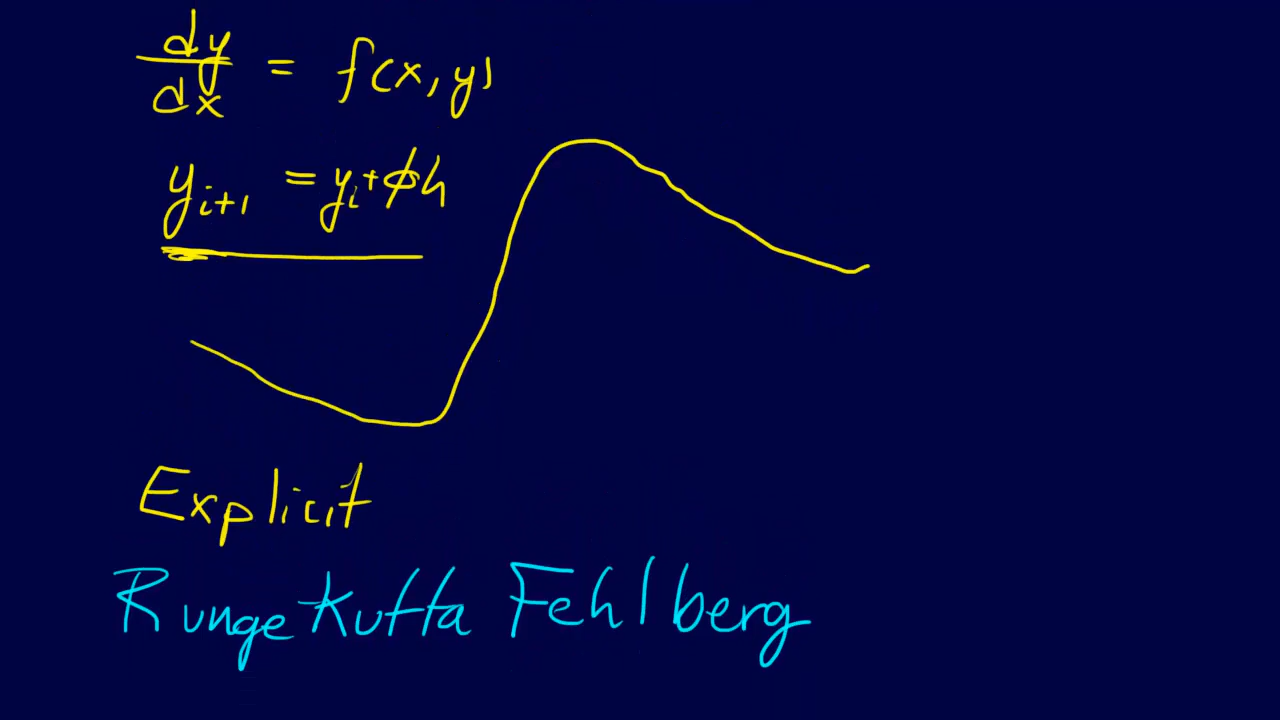 dy/dx = f(x,y)
y_{i+1} = y_i + ϕh
Explicit
Runge Kutta Fehlberg